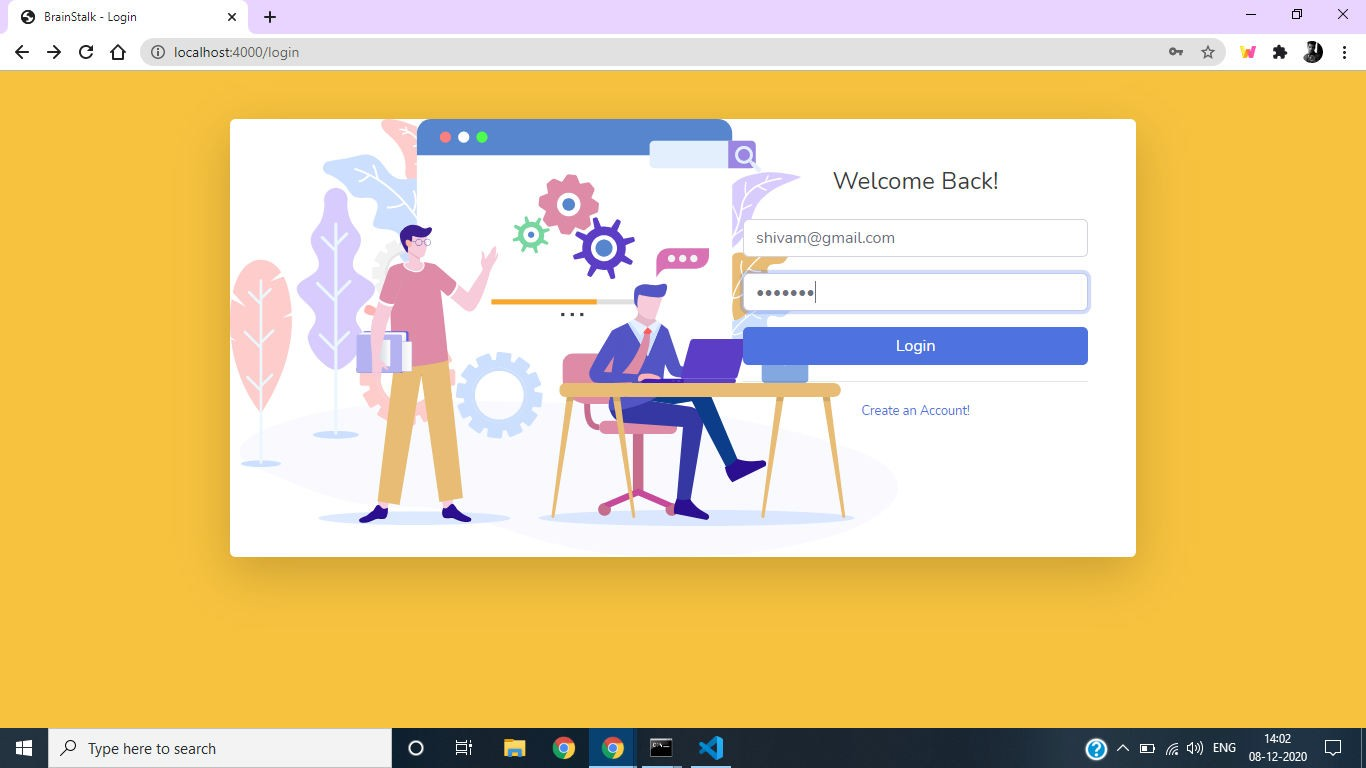 BrainStalk - Login
localhost:4000/login
Welcome Back!
shivam@gmail.com
•••••••
Login
Create an Account!
Type here to search
ENG
14:02
08-12-2020